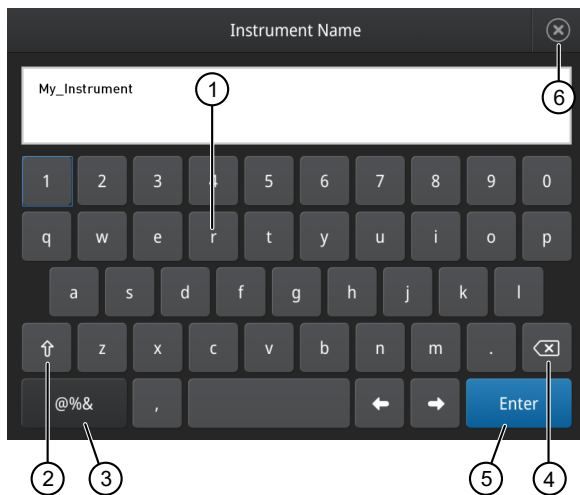 Instrument Name
My_Instrument
1
6
1 2 3 4 5 6 7 8 9 0
q w e r t y u i o p
a s d f g h j k l
z x c v b n m .
@%& , Enter
2 3 5 4